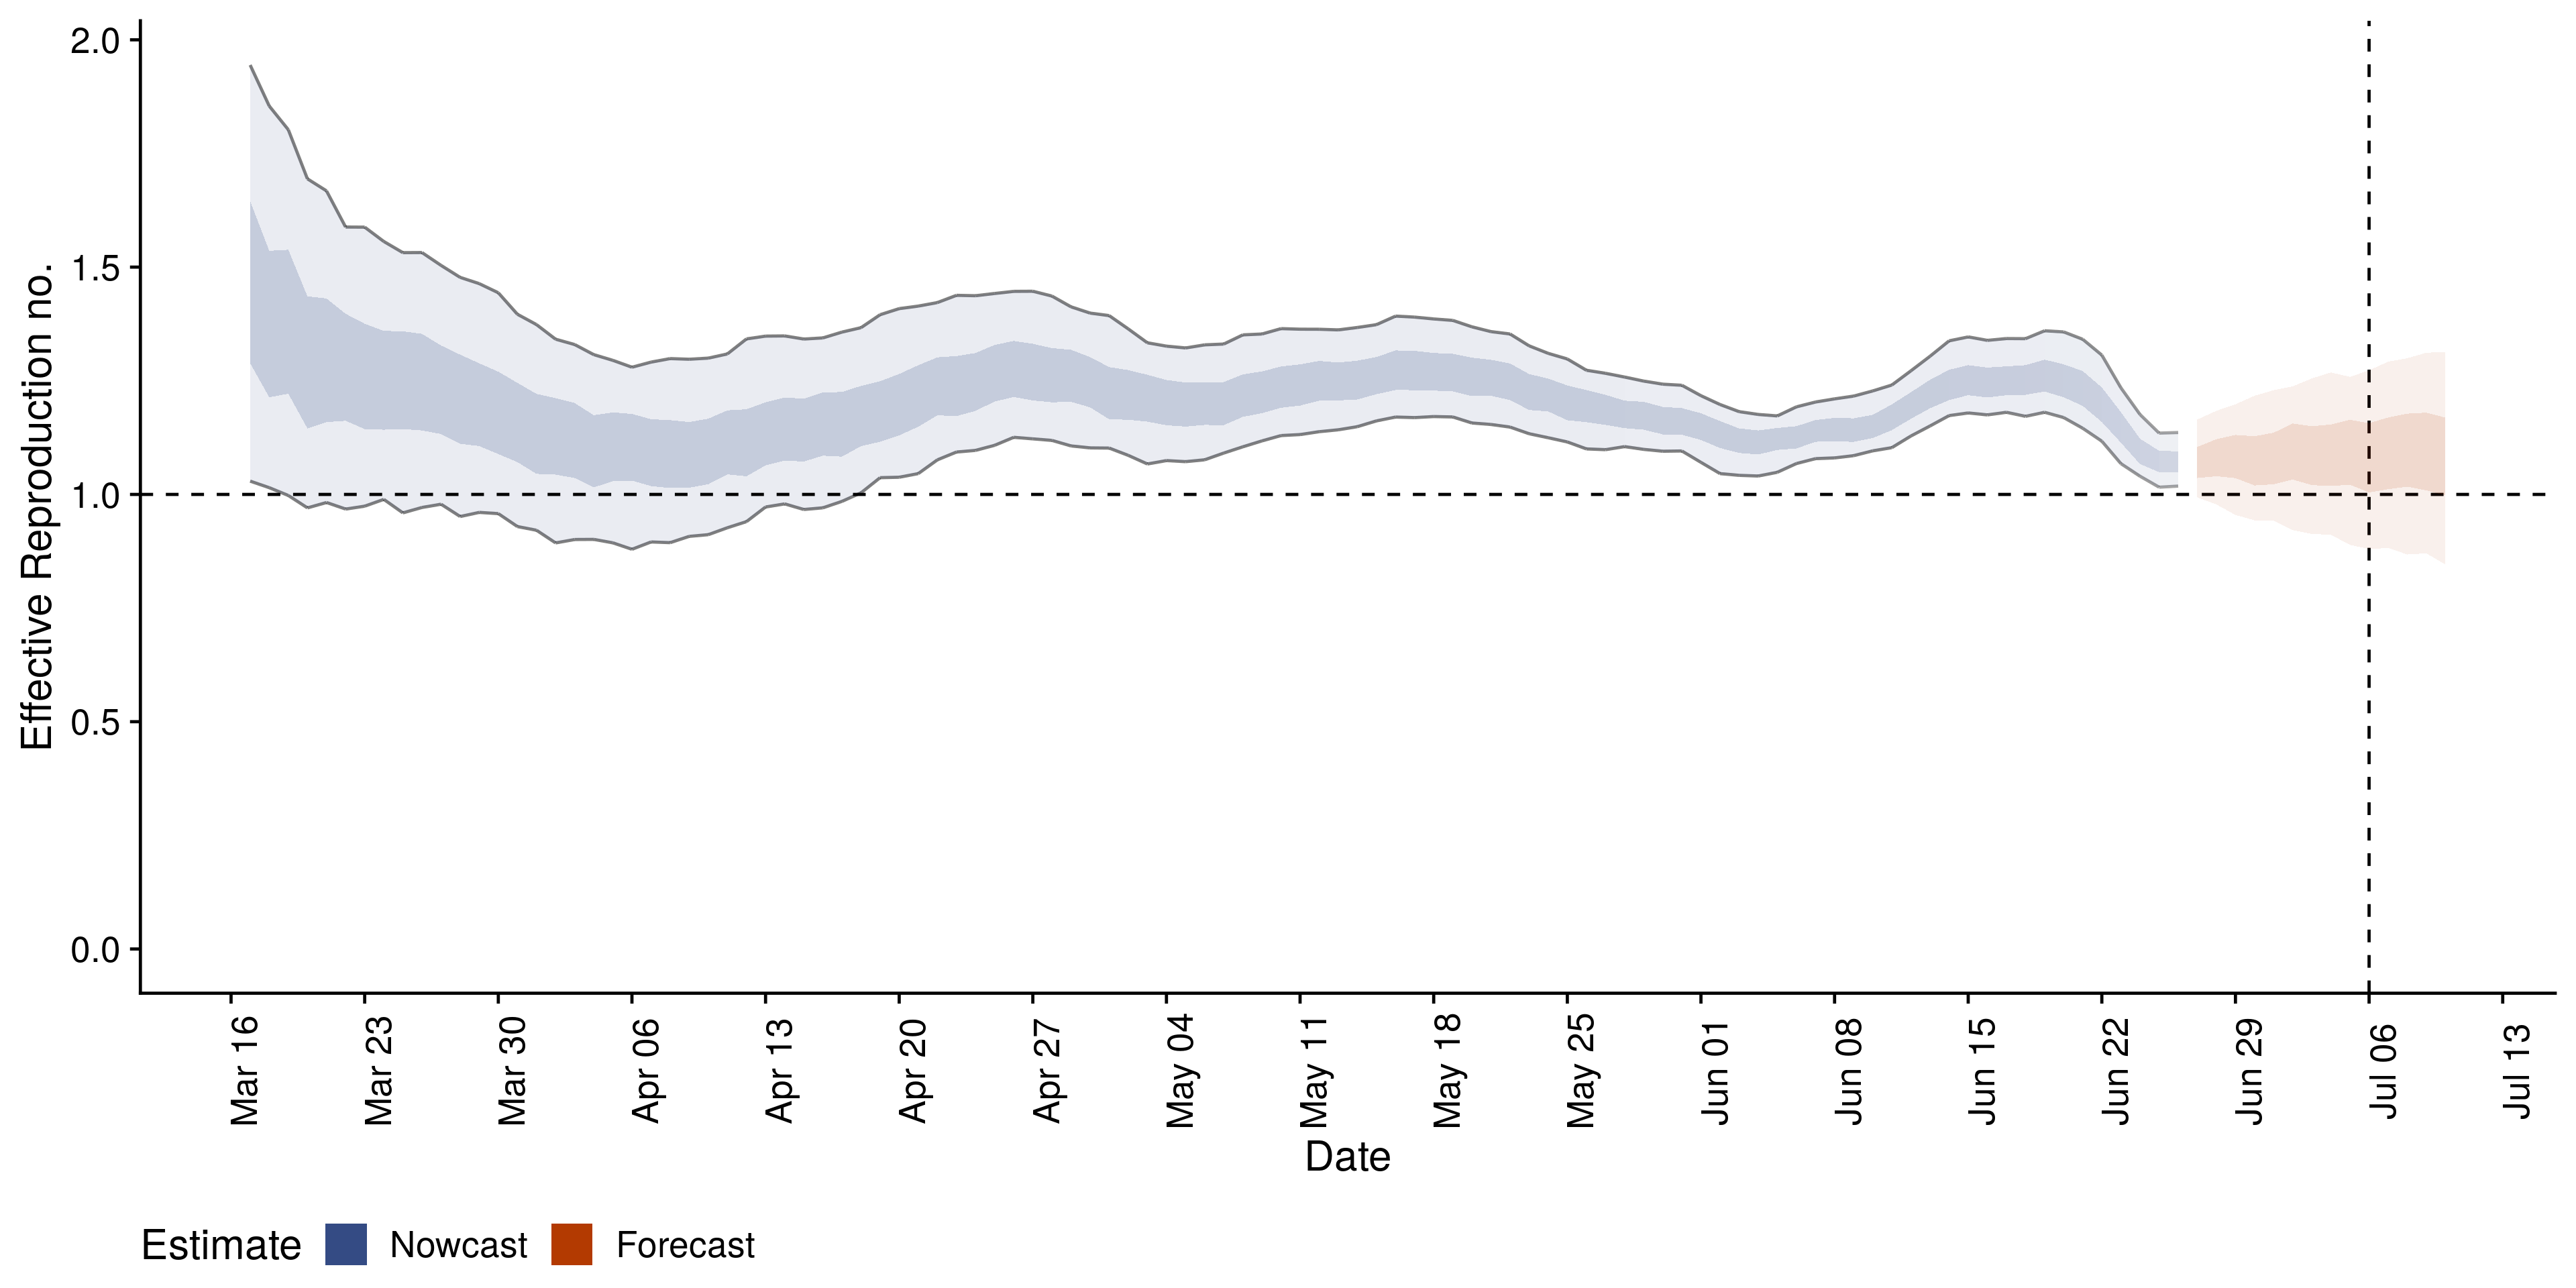 Effective Reproduction no.
2.0
1.5
1.0
0.5
0.0
Mar 16
Mar 23
Mar 30
Apr 06
Apr 13
Apr 20
Apr 27
May 04
May 11
May 18
May 25
Jun 01
Jun 08
Jun 15
Jun 22
Jun 29
Jul 06
Jul 13
Date
Estimate Nowcast Forecast